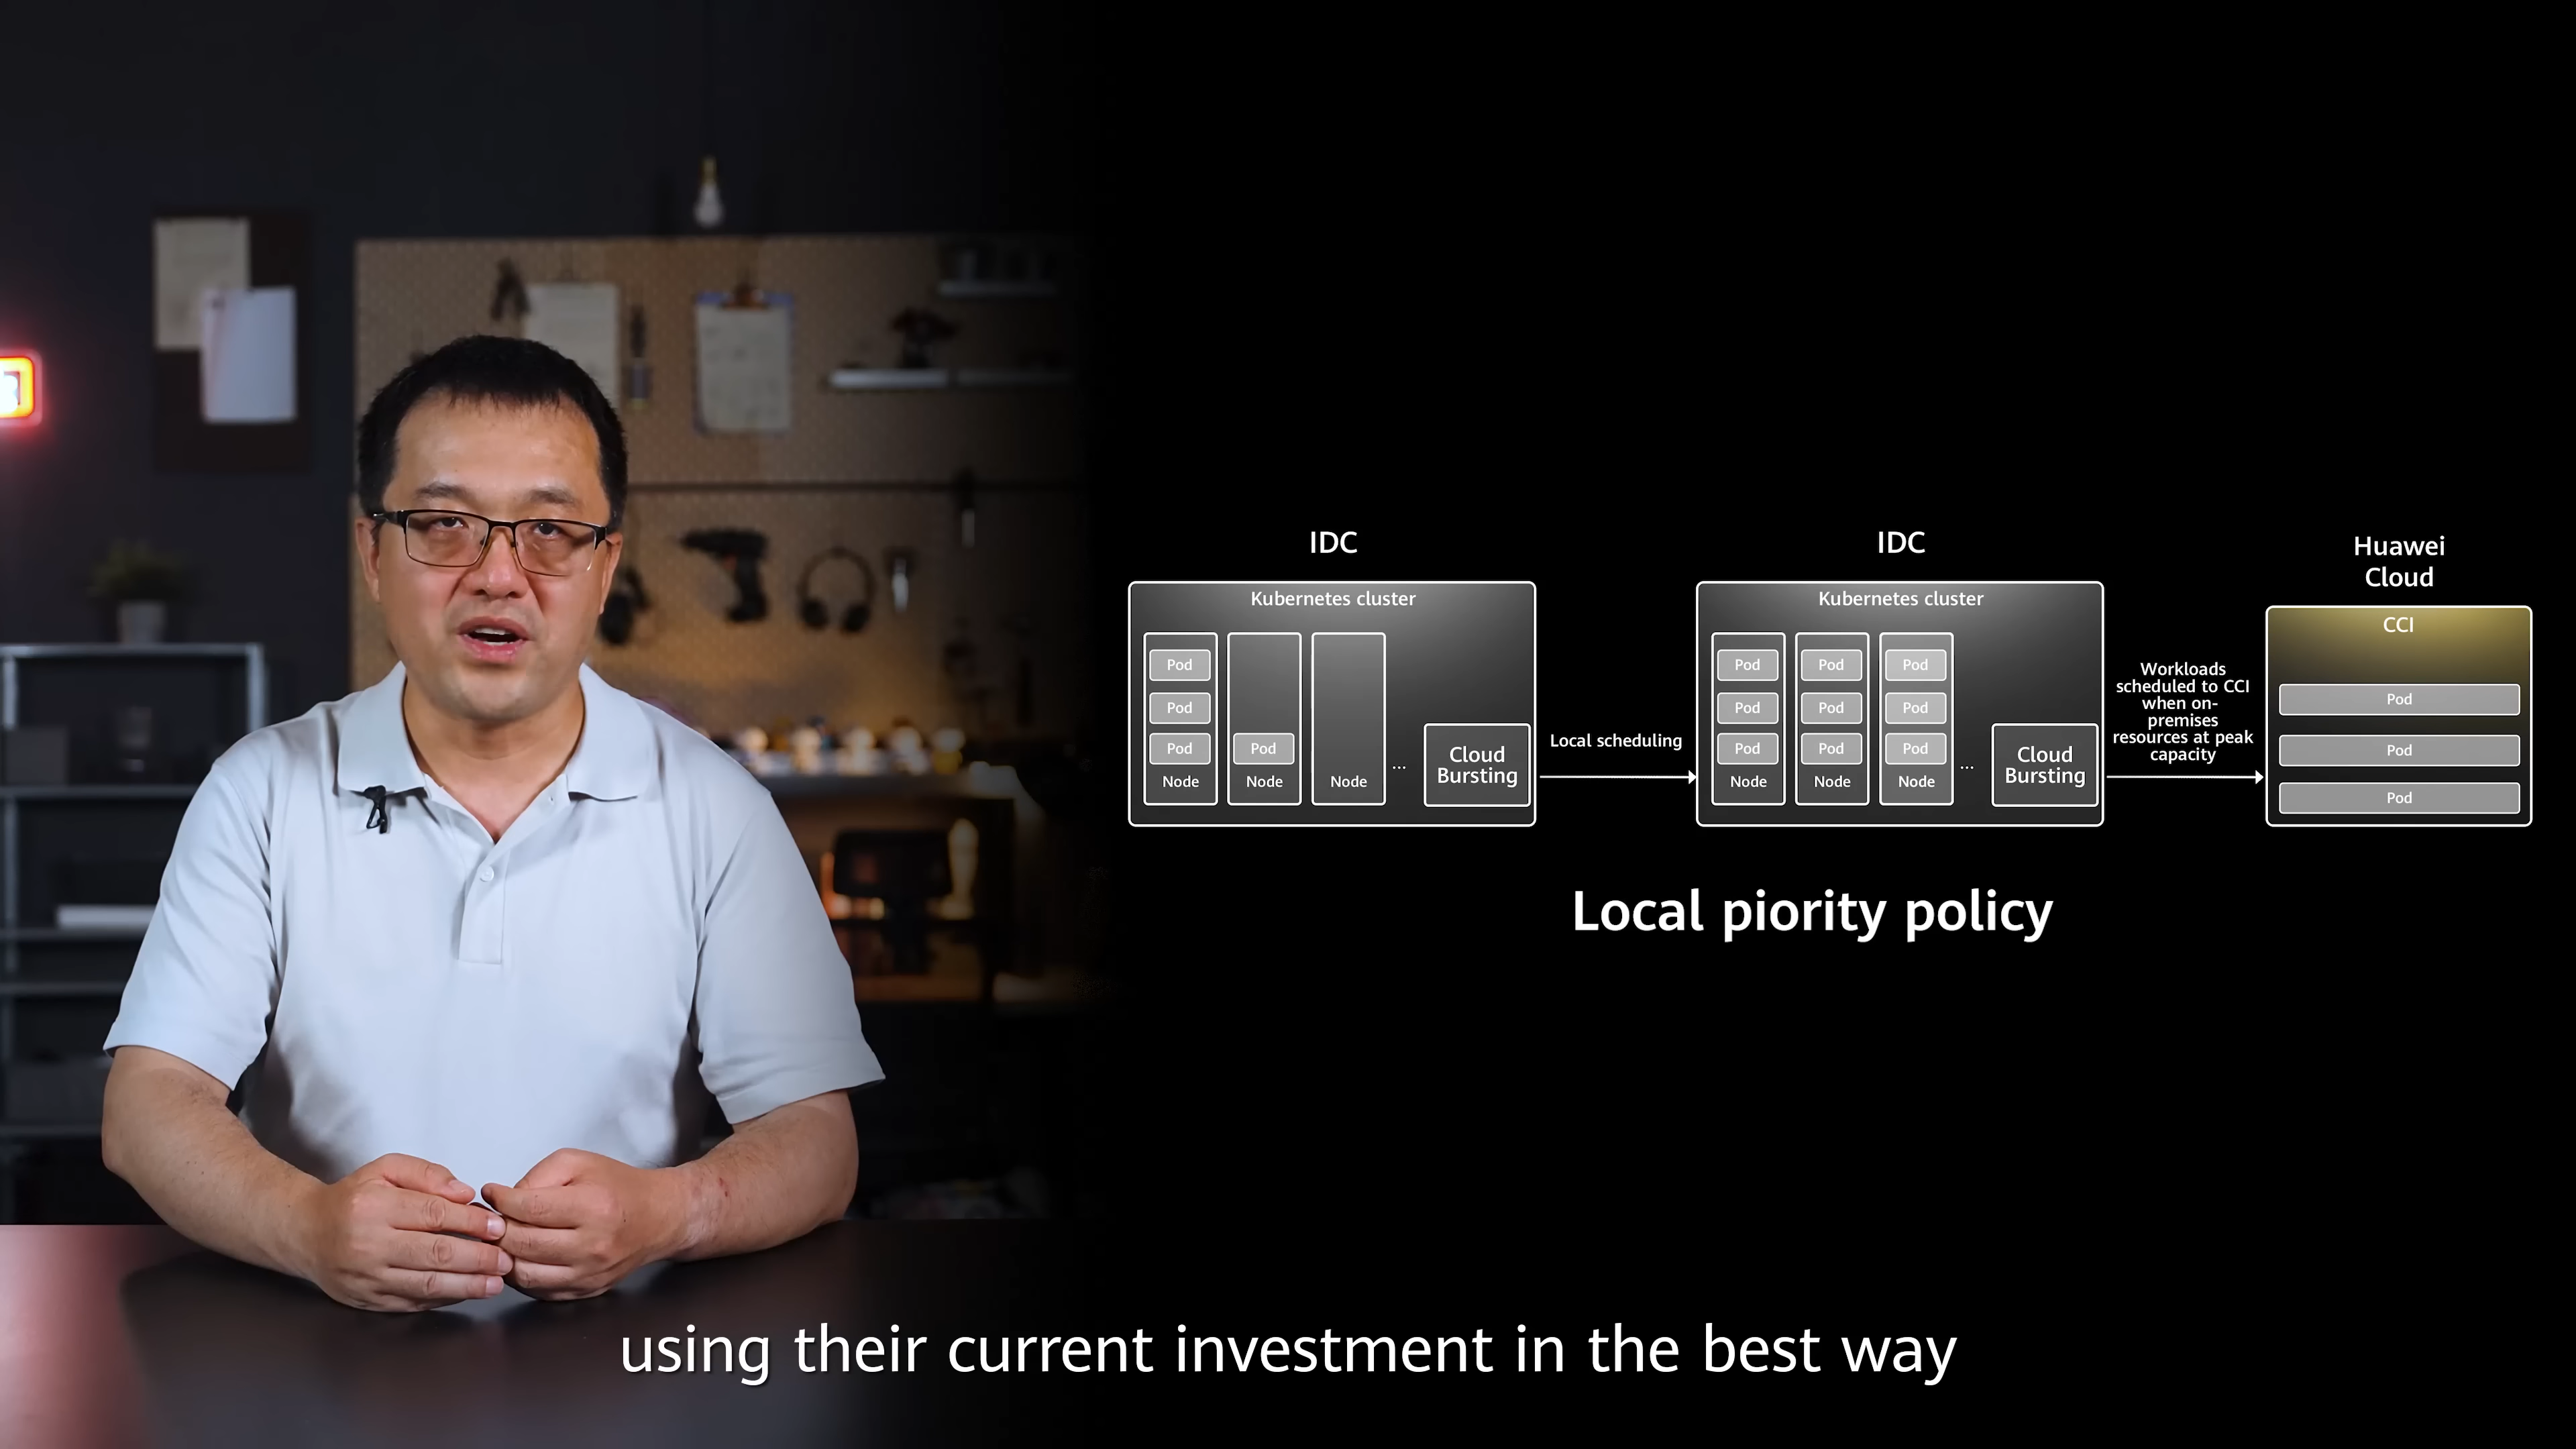 IDC
Kubernetes cluster
Pod
Pod
Pod
Node
Pod
Node
Node
...
Cloud
Bursting
Local scheduling
IDC
Kubernetes cluster
Pod
Pod
Pod
Node
Pod
Pod
Pod
Node
Pod
Pod
Pod
Node
...
Cloud
Bursting
Workloads
scheduled to CCI
when on-
premises
resources at peak
capacity
Huawei
Cloud
CCI
Pod
Pod
Pod
Local piority policy
using their current investment in the best way